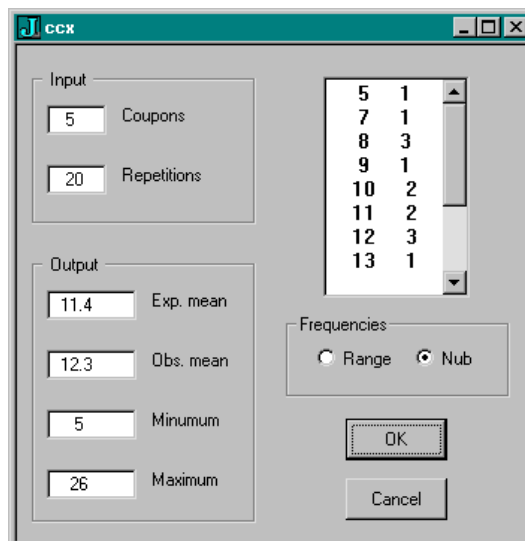 ccx
Input
5 Coupons
20 Repetitions
Output
11.4 Exp. mean
12.3 Obs. mean
5 Minumum
26 Maximum
5 1
7 1
8 3
9 1
10 2
11 2
12 3
13 1
Frequencies
Range Nub
OK
Cancel